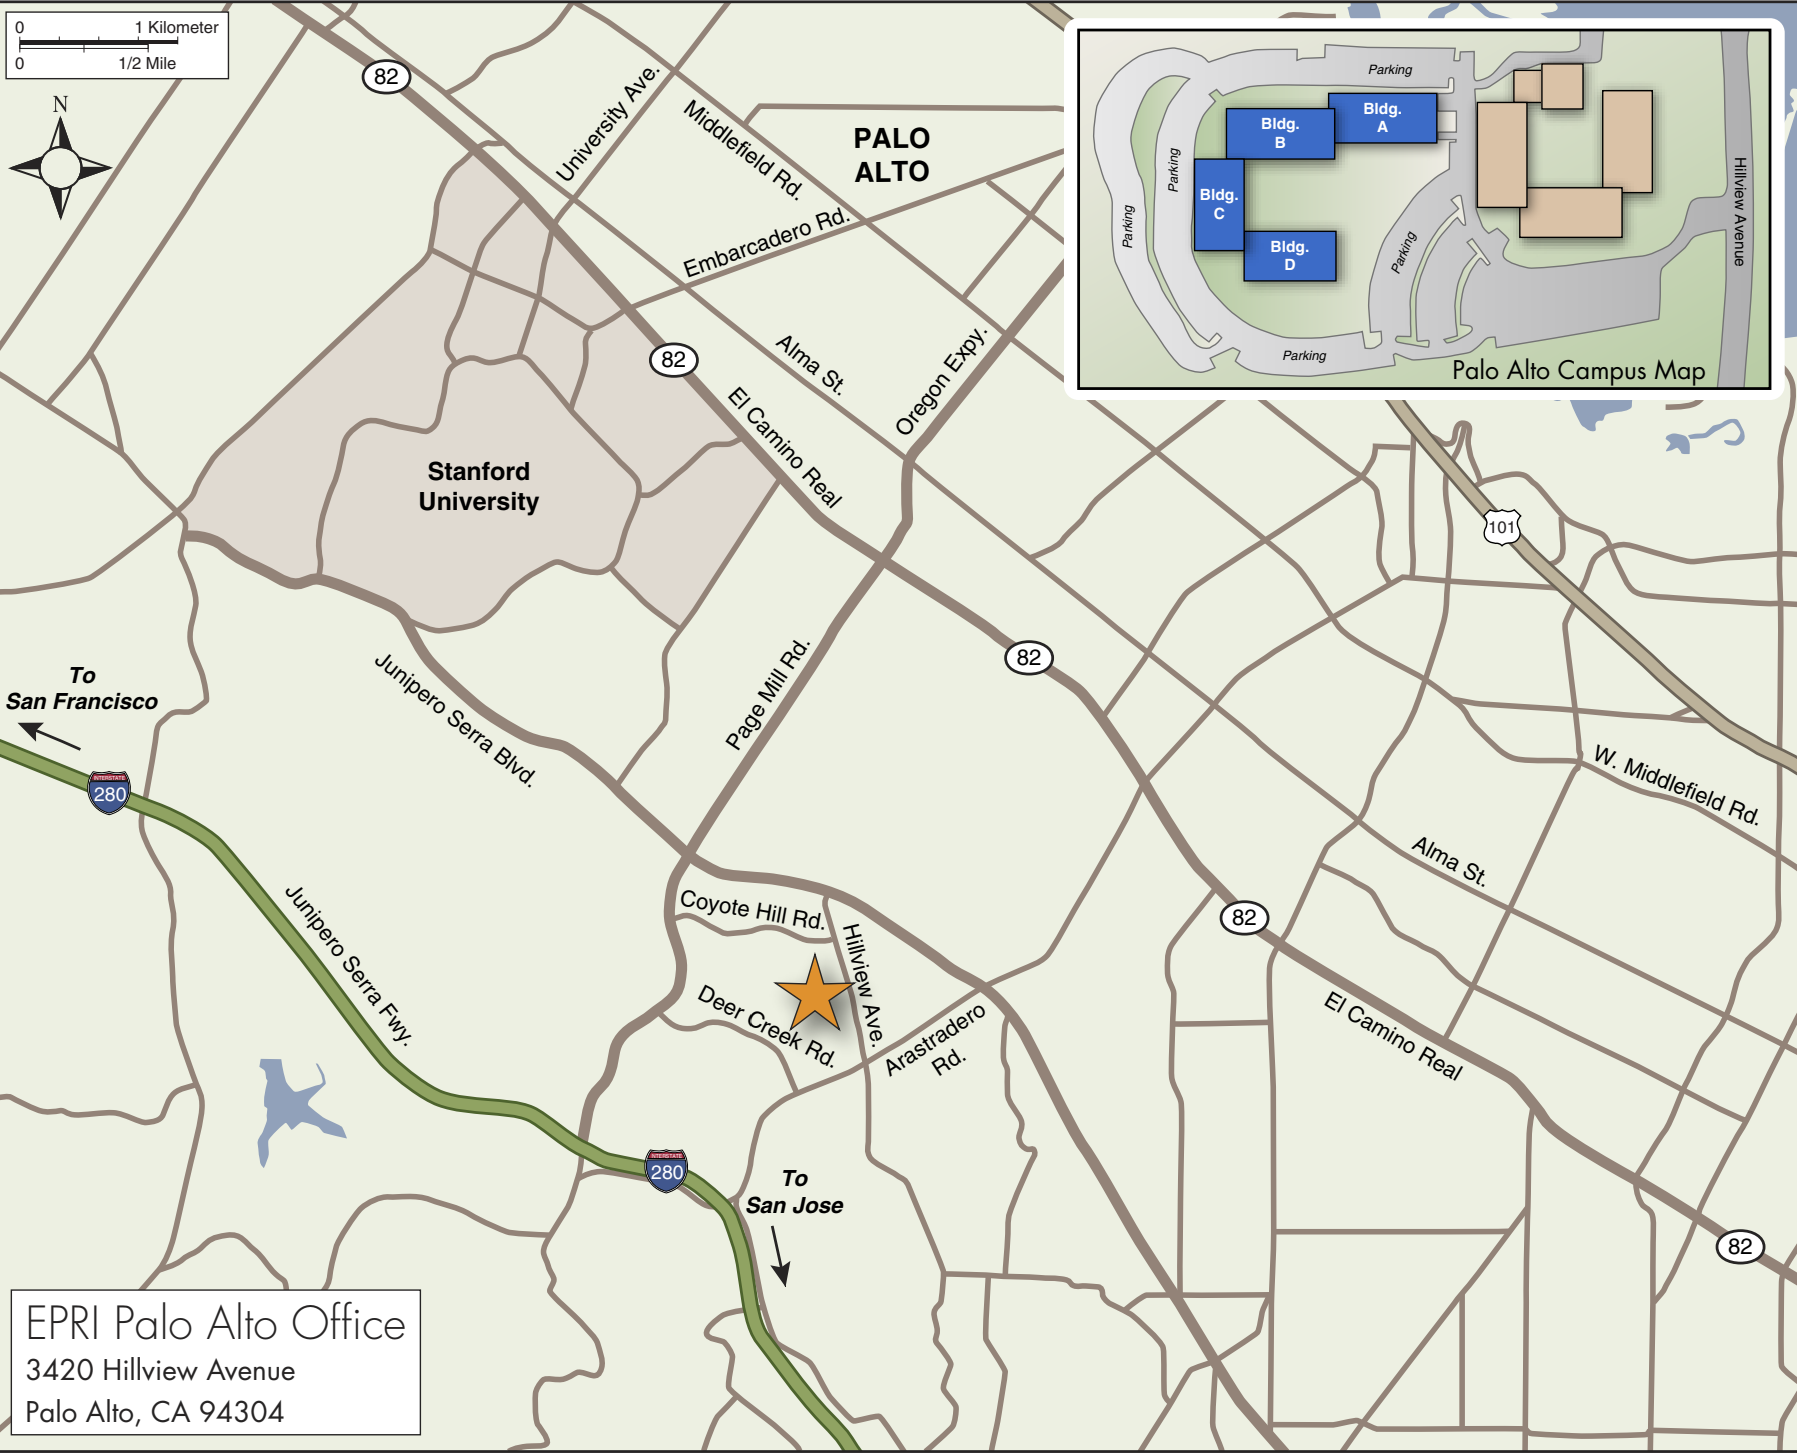 0 1 Kilometer
0 1/2 Mile
N
82
University Ave.
Middlefield Rd.
PALO
ALTO
Embarcadero Rd.
82
Alma St.
Oregon Expy.
El Camino Real
Stanford
University
Parking
Bldg.
A
Bldg.
B
Parking
Bldg.
C
Parking
Bldg.
D
Parking
Parking
Hillview Avenue
Palo Alto Campus Map
101
82
To
San Francisco
Junipero Serra Blvd.
Page Mill Rd.
INTERSTATE
280
W. Middlefield Rd.
Alma St.
Junipero Serra Fwy.
Coyote Hill Rd.
Hillview Ave.
82
Deer Creek Rd.
Arastradero
Rd.
El Camino Real
INTERSTATE
280
To
San Jose
82
EPRI Palo Alto Office
3420 Hillview Avenue
Palo Alto, CA 94304